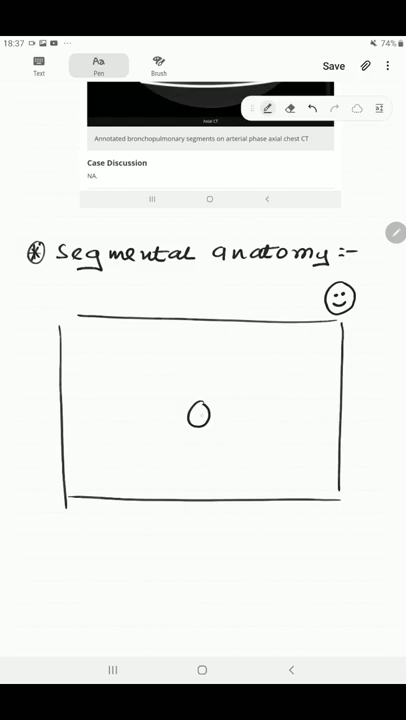 18:37 ... 74%
Text
Aa
Pen
Brush
Save
Axial CT
Annotated bronchopulmonary segments on arterial phase axial chest CT
Case Discussion
NA.
* Segmental anatomy :-